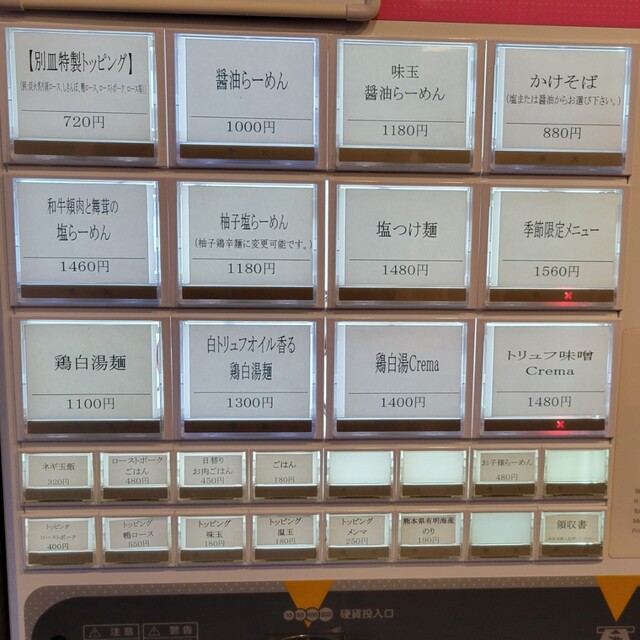 【別皿特製トッピング】
720円
醤油らーめん
1000円
味玉
醤油らーめん
1180円
かけそば
(塩または醤油からお選び下さい。)
880円
和牛頬肉と舞茸の
塩らーめん
1460円
柚子塩らーめん
(柚子鶏辛麺に変更可能です。)
1180円
塩つけ麺
1480円
季節限定メニュー
1560円
鶏白湯麺
1100円
白トリュフオイル香る
鶏白湯麺
1300円
鶏白湯Crema
1400円
トリュフ味噌
Crema
1480円
ネギ玉飯
320円
ローストポーク
ごはん
480円
日替り
お肉ごはん
450円
ごはん
180円
お子様らーめん
480円
トッピング
ローストポーク
400円
トッピング
鴨ロース
550円
トッピング
味玉
180円
トッピング
温玉
180円
トッピング
メンマ
250円
熊本県有明海産
のり
190円
領収書
硬貨投入口
注意
警告